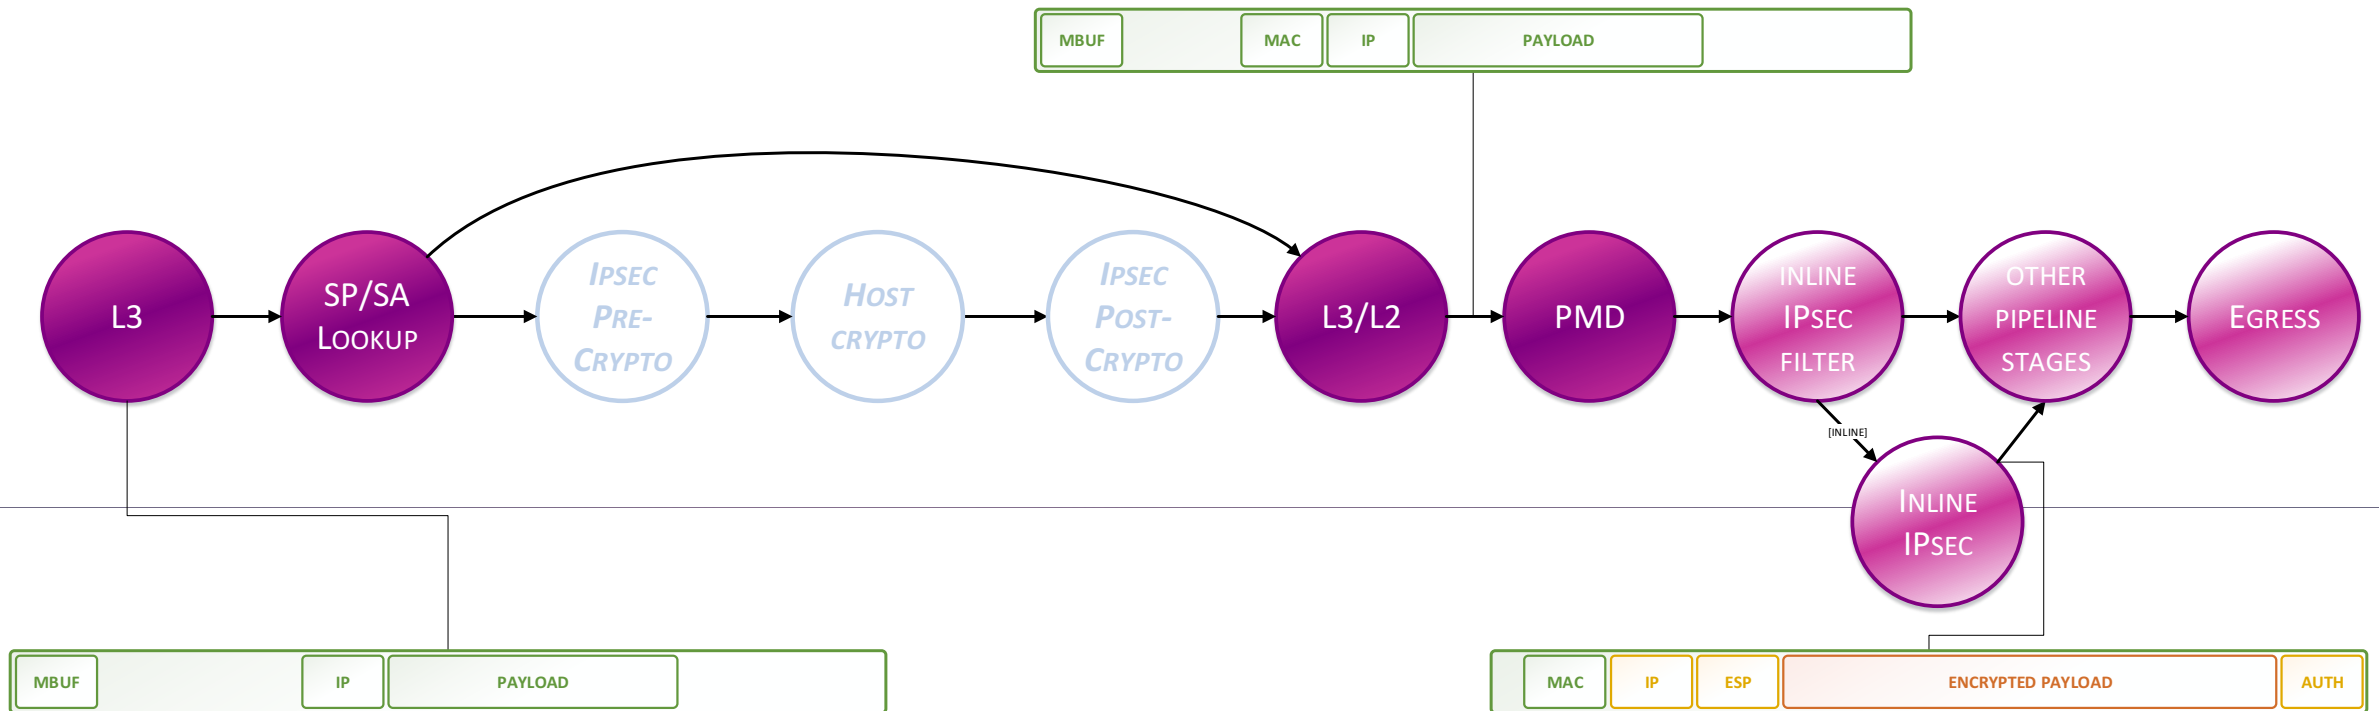 MBUF MAC IP PAYLOAD
L3
SP/SA
LOOKUP
IPSEC
PRE-
CRYPTO
HOST
CRYPTO
IPSEC
POST-
CRYPTO
L3/L2
PMD
INLINE
IPSEC
FILTER
OTHER
PIPELINE
STAGES
EGRESS
[INLINE]
INLINE
IPSEC
MBUF IP PAYLOAD
MAC IP ESP ENCRYPTED PAYLOAD AUTH